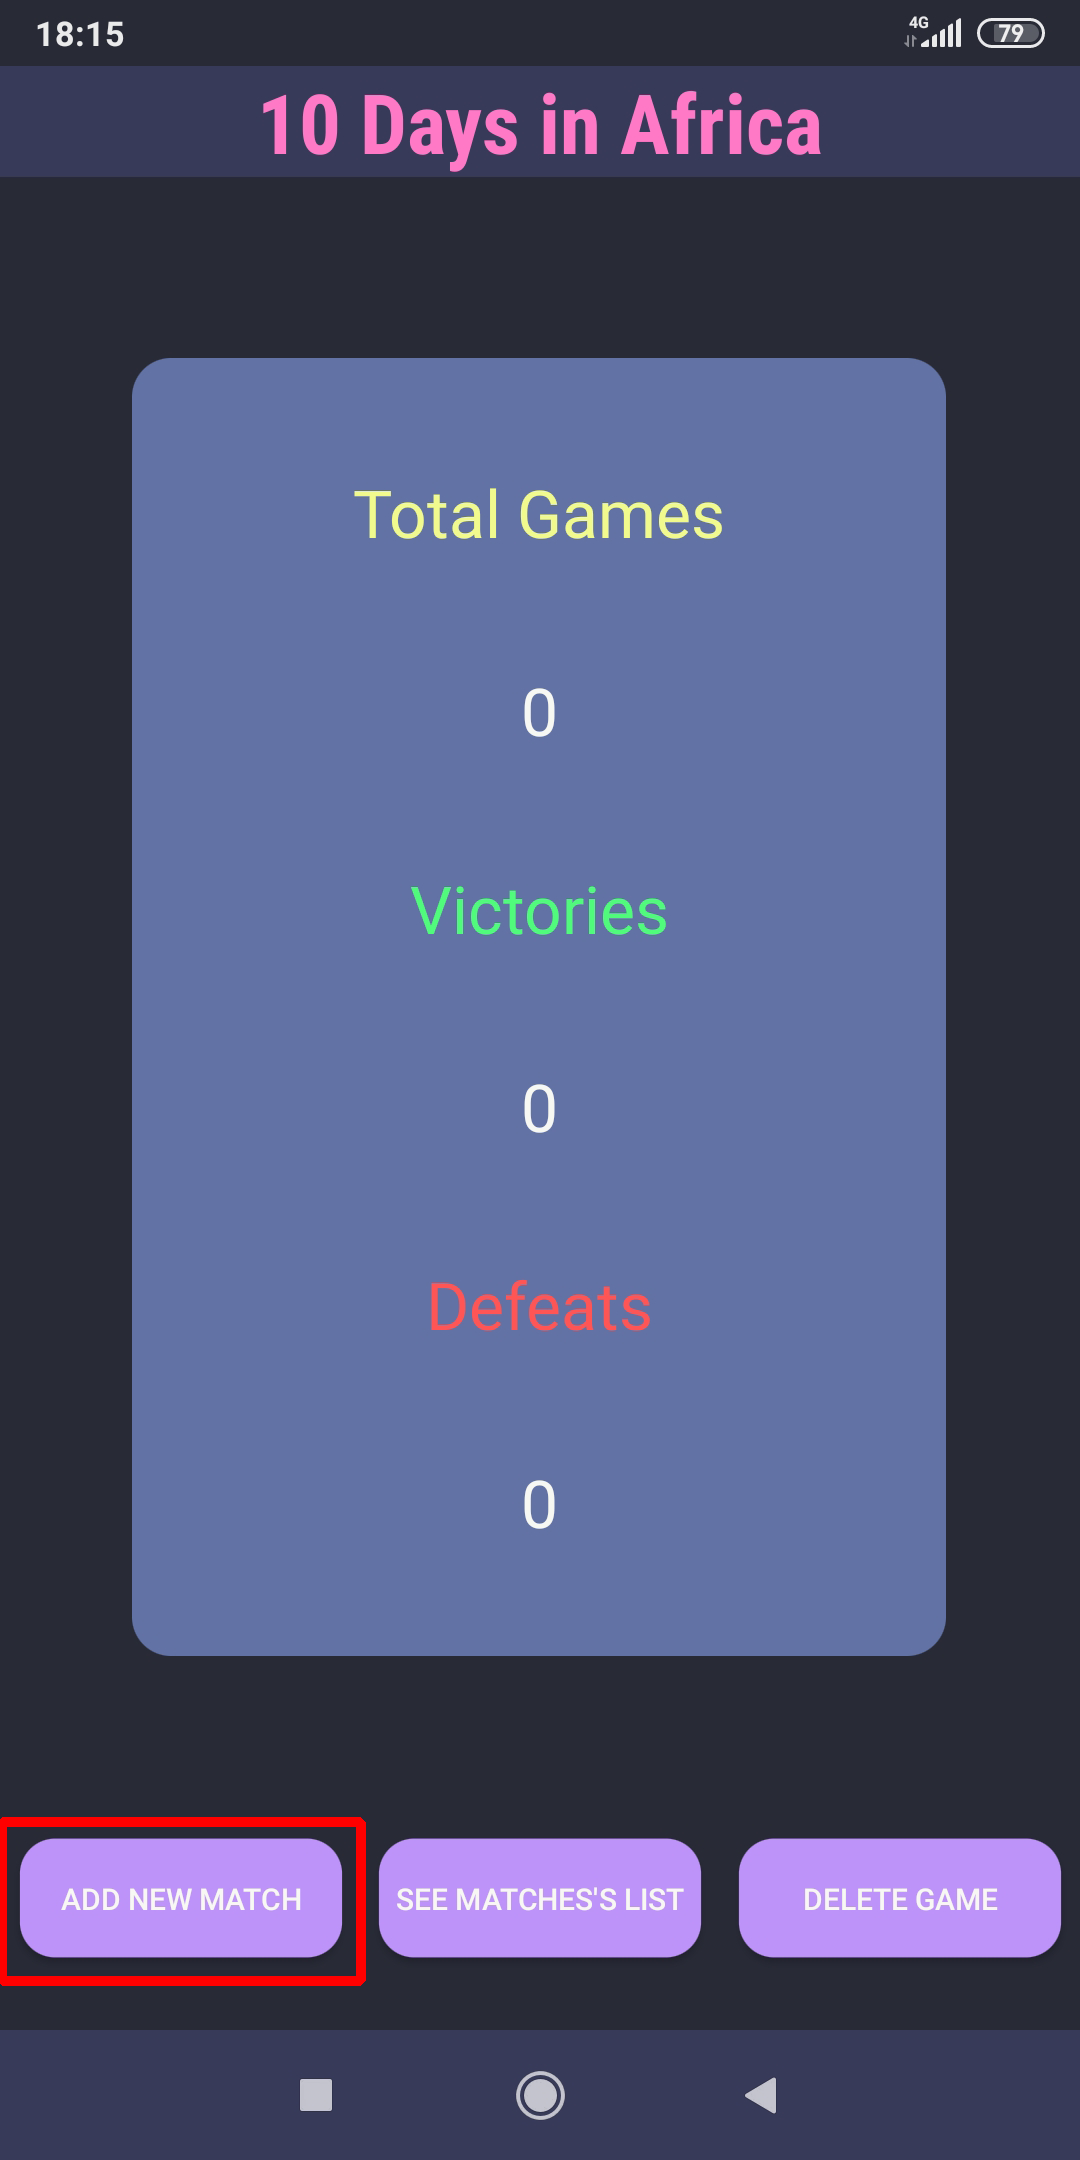 18:15
4G
79
10 Days in Africa
Total Games
0
Victories
0
Defeats
0
ADD NEW MATCH
SEE MATCHES'S LIST
DELETE GAME